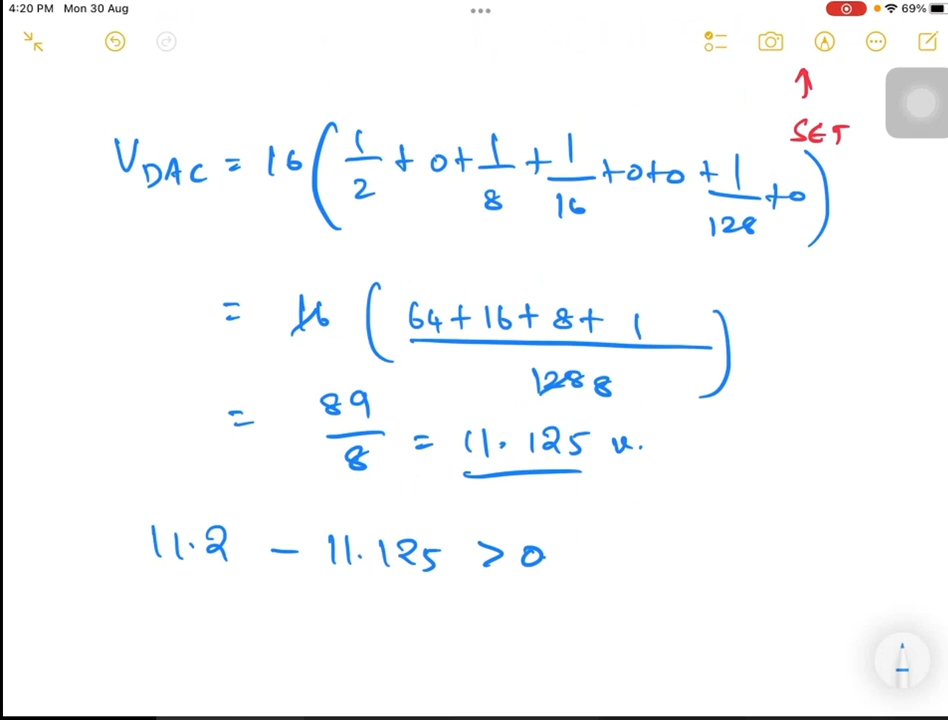 4:20 PM Mon 30 Aug
69%
SET
VDAC = 16 ( 1/2 + 0 + 1/8 + 1/16 + 0 + 0 + 1/128 + 0 )
= 16 ( 64 + 16 + 8 + 1 / 128 8 )
= 89/8 = 11.125 v.
11.2 - 11.125 > 0